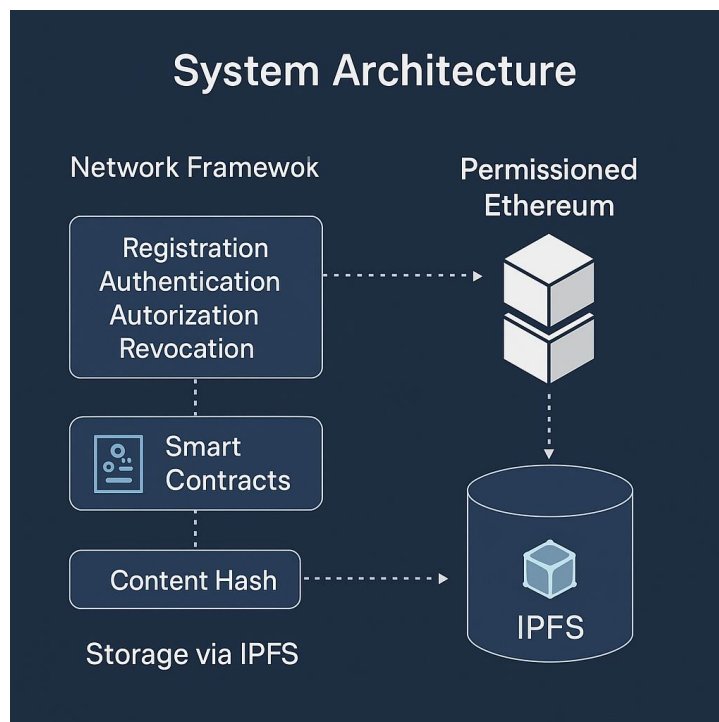 System Architecture
Network Framewok
Permissioned
Ethereum
Registration
Authentication
Autorization
Revocation
Smart
Contracts
Content Hash
IPFS
Storage via IPFS